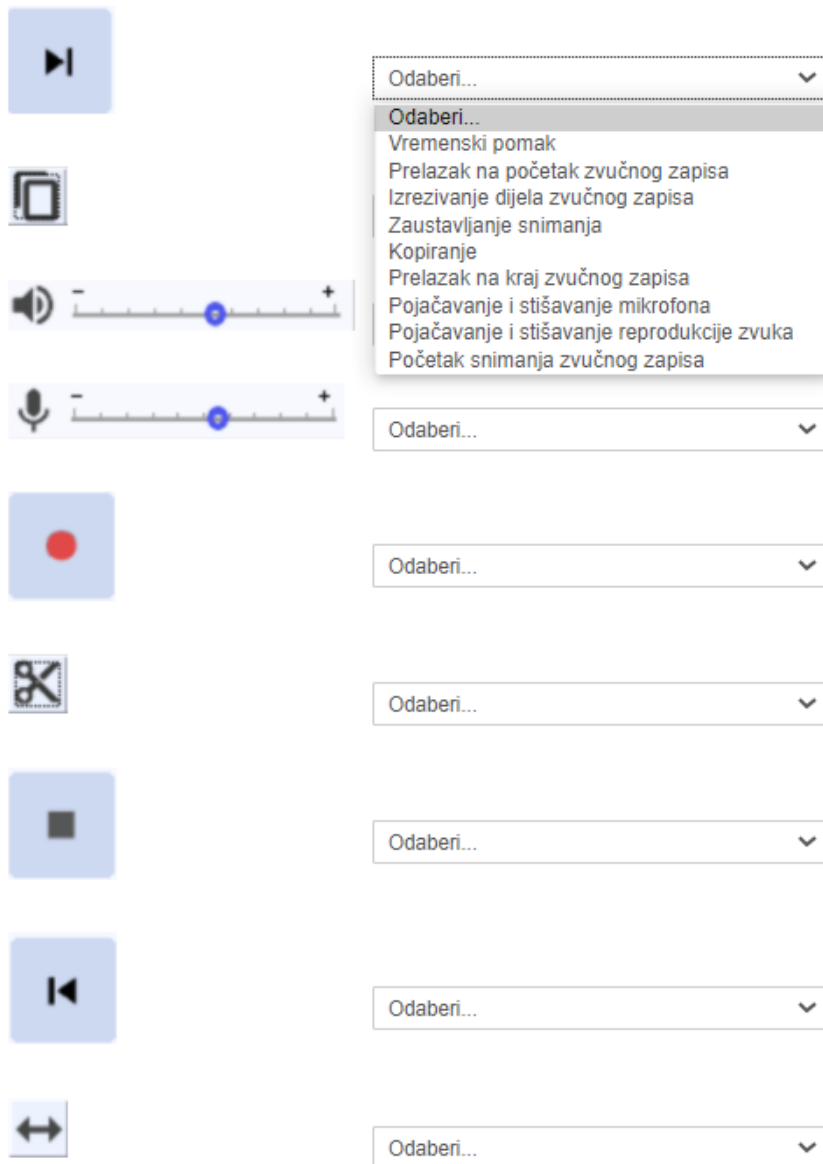 Odaberi...
Odaberi...
Vremenski pomak
Prelazak na početak zvučnog zapisa
Izrezivanje dijela zvučnog zapisa
Zaustavljanje snimanja
Kopiranje
Prelazak na kraj zvučnog zapisa
Pojačavanje i stišavanje mikrofona
Pojačavanje i stišavanje reprodukcije zvuka
Početak snimanja zvučnog zapisa
- +
- +
Odaberi...
Odaberi...
Odaberi...
Odaberi...
Odaberi...
Odaberi...